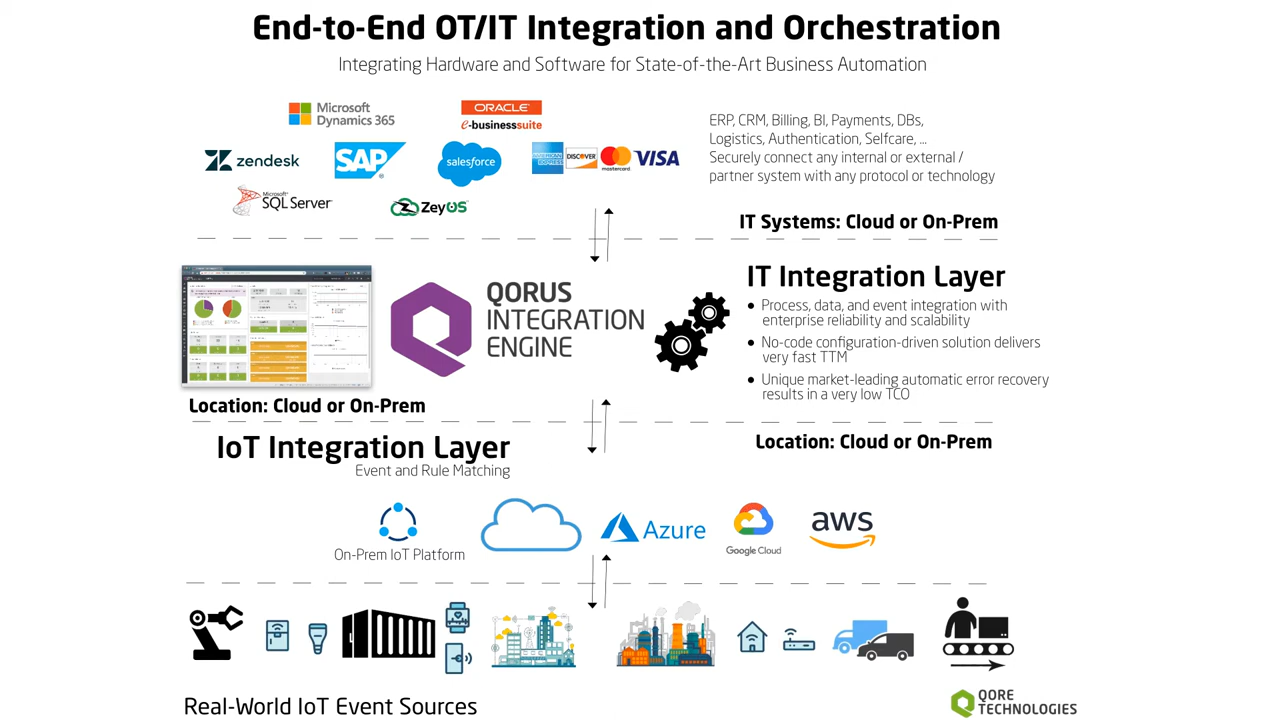 End-to-End OT/IT Integration and Orchestration
Integrating Hardware and Software for State-of-the-Art Business Automation
Microsoft
Dynamics 365
ORACLE
e-businesssuite
zendesk
SAP
salesforce
AMERICAN EXPRESS
DISCOVER
mastercard
VISA
Microsoft
SQL Server
ZeyOS
ERP, CRM, Billing, BI, Payments, DBs,
Logistics, Authentication, Selfcare, ...
Securely connect any internal or external /
partner system with any protocol or technology
IT Systems: Cloud or On-Prem
QORUS
INTEGRATION
ENGINE
Location: Cloud or On-Prem
IT Integration Layer
• Process, data, and event integration with
enterprise reliability and scalability
• No-code configuration-driven solution delivers
very fast TTM
• Unique market-leading automatic error recovery
results in a very low TCO
Location: Cloud or On-Prem
IoT Integration Layer
Event and Rule Matching
On-Prem IoT Platform
Azure
Google Cloud
aws
Real-World IoT Event Sources
QORE
TECHNOLOGIES